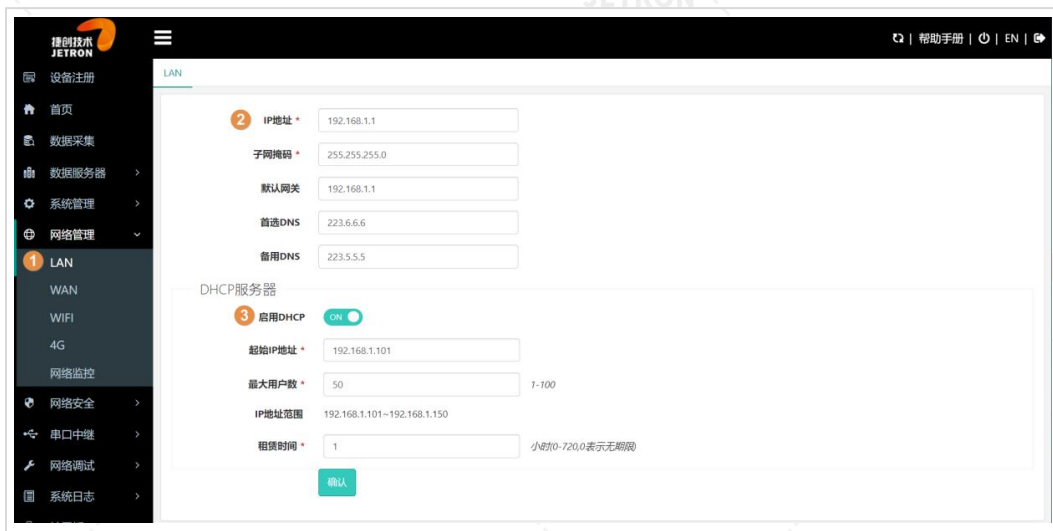 JETRON
捷创技术
JETRON
帮助手册 | | EN |
设备注册
首页
数据采集
数据服务器
系统管理
网络管理
1 LAN
WAN
WIFI
4G
网络监控
网络安全
串口中继
网络调试
系统日志
LAN
2 IP地址 * 192.168.1.1
子网掩码 * 255.255.255.0
默认网关 192.168.1.1
首选DNS 223.6.6.6
备用DNS 223.5.5.5
DHCP服务器
3 启用DHCP ON
起始IP地址 * 192.168.1.101
最大用户数 * 50 1-100
IP地址范围 192.168.1.101~192.168.1.150
租赁时间 * 1 小时(0-720,0表示无期限)
确认